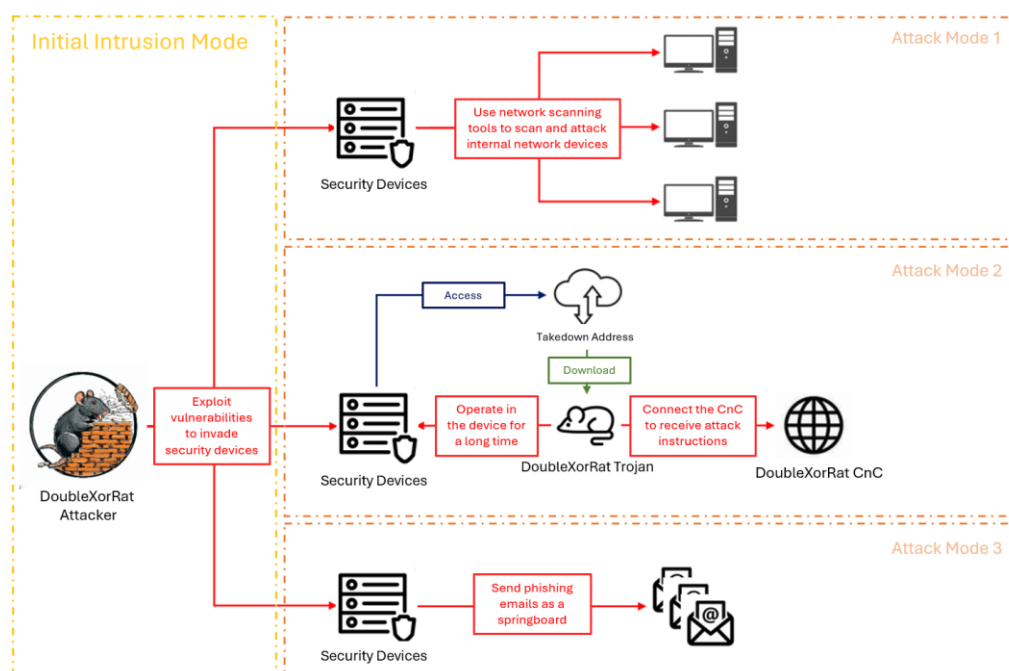 Initial Intrusion Mode
Attack Mode 1
Use network scanning
tools to scan and attack
internal network devices
Security Devices
Attack Mode 2
Access
Takedown Address
Download
Exploit
vulnerabilities
to invade
security devices
DoubleXorRat
Attacker
Operate in
the device for
a long time
Connect the CnC
to receive attack
instructions
Security Devices
DoubleXorRat Trojan
DoubleXorRat CnC
Attack Mode 3
Send phishing
emails as a
springboard
@
Security Devices